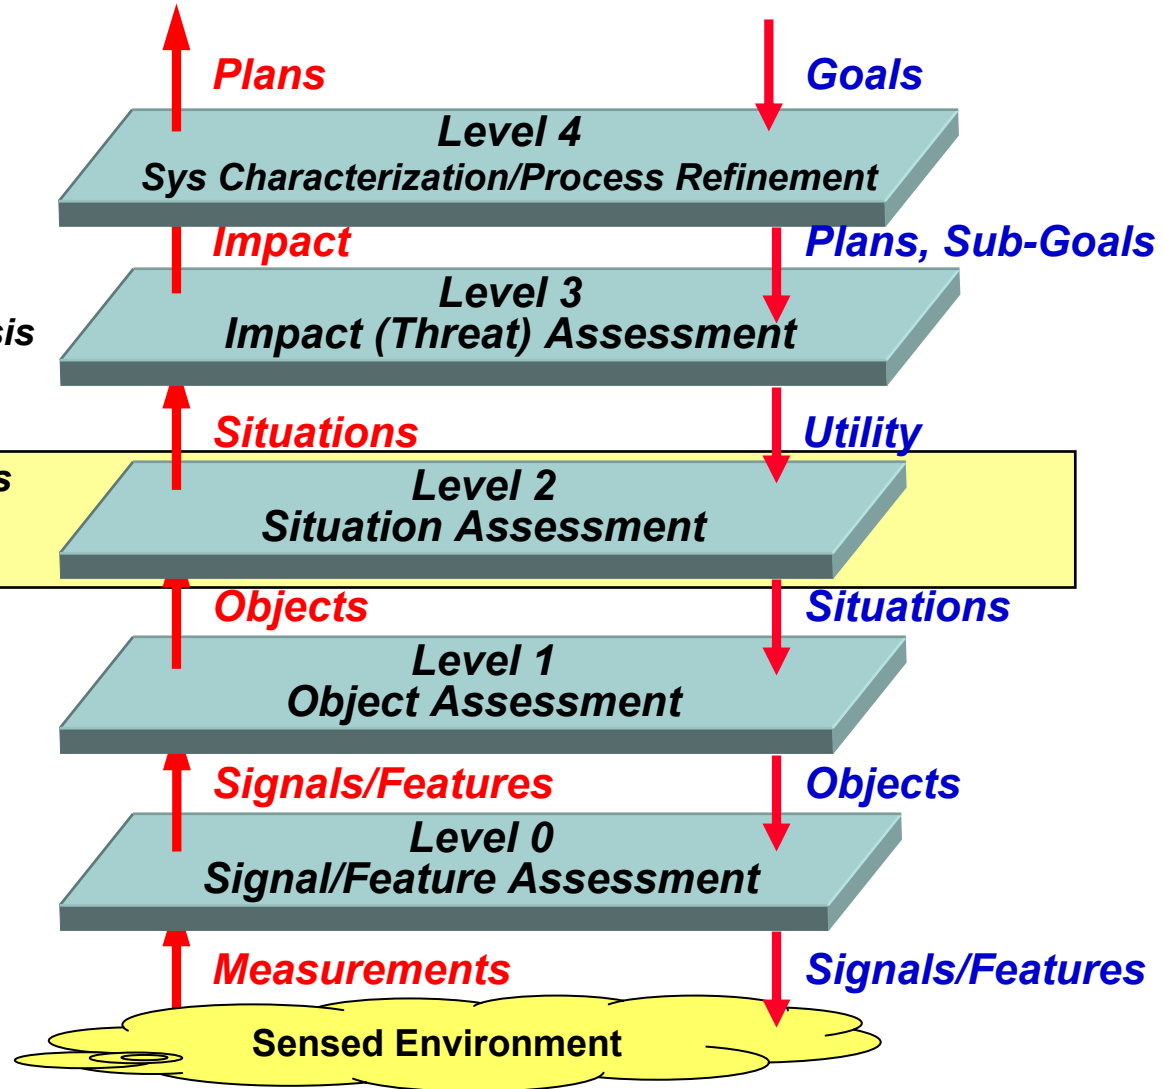 Plans
Goals
Level 4
Sys Characterization/Process Refinement
Impact
Plans, Sub-Goals
Level 3
Impact (Threat) Assessment
Situations
Utility
Level 2
Situation Assessment
Objects
Situations
Level 1
Object Assessment
Signals/Features
Objects
Level 0
Signal/Feature Assessment
Measurements
Signals/Features
Sensed Environment